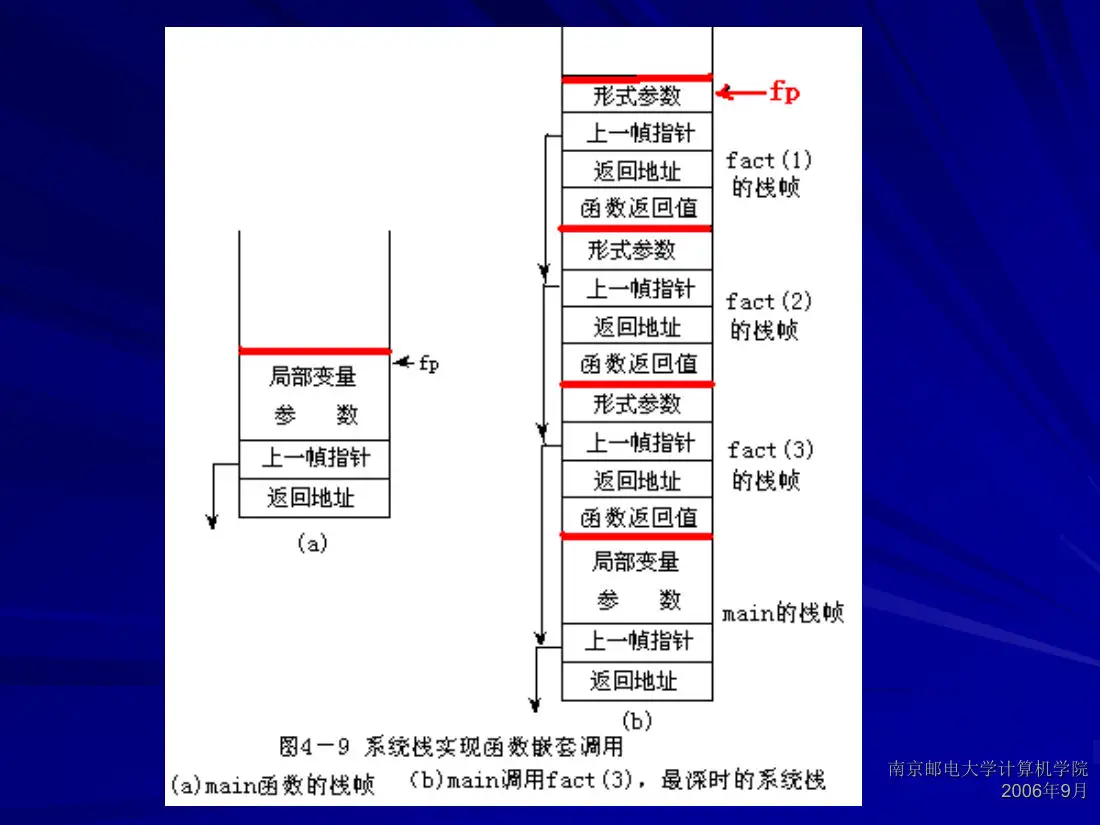 fp
局部变量
参 数
上一幀指针
返回地址
(a)
形式参数
fp
上一幀指针
返回地址
函数返回值
fact(1)
的栈帧
形式参数
上一幀指针
返回地址
函数返回值
fact(2)
的栈帧
形式参数
上一幀指针
返回地址
函数返回值
fact(3)
的栈帧
局部变量
参 数
上一幀指针
返回地址
main的栈帧
(b)
图4－9 系统栈实现函数嵌套调用
(a)main函数的栈帧 (b)main调用fact(3)，最深时的系统栈
南京邮电大学计算机学院
2006年9月